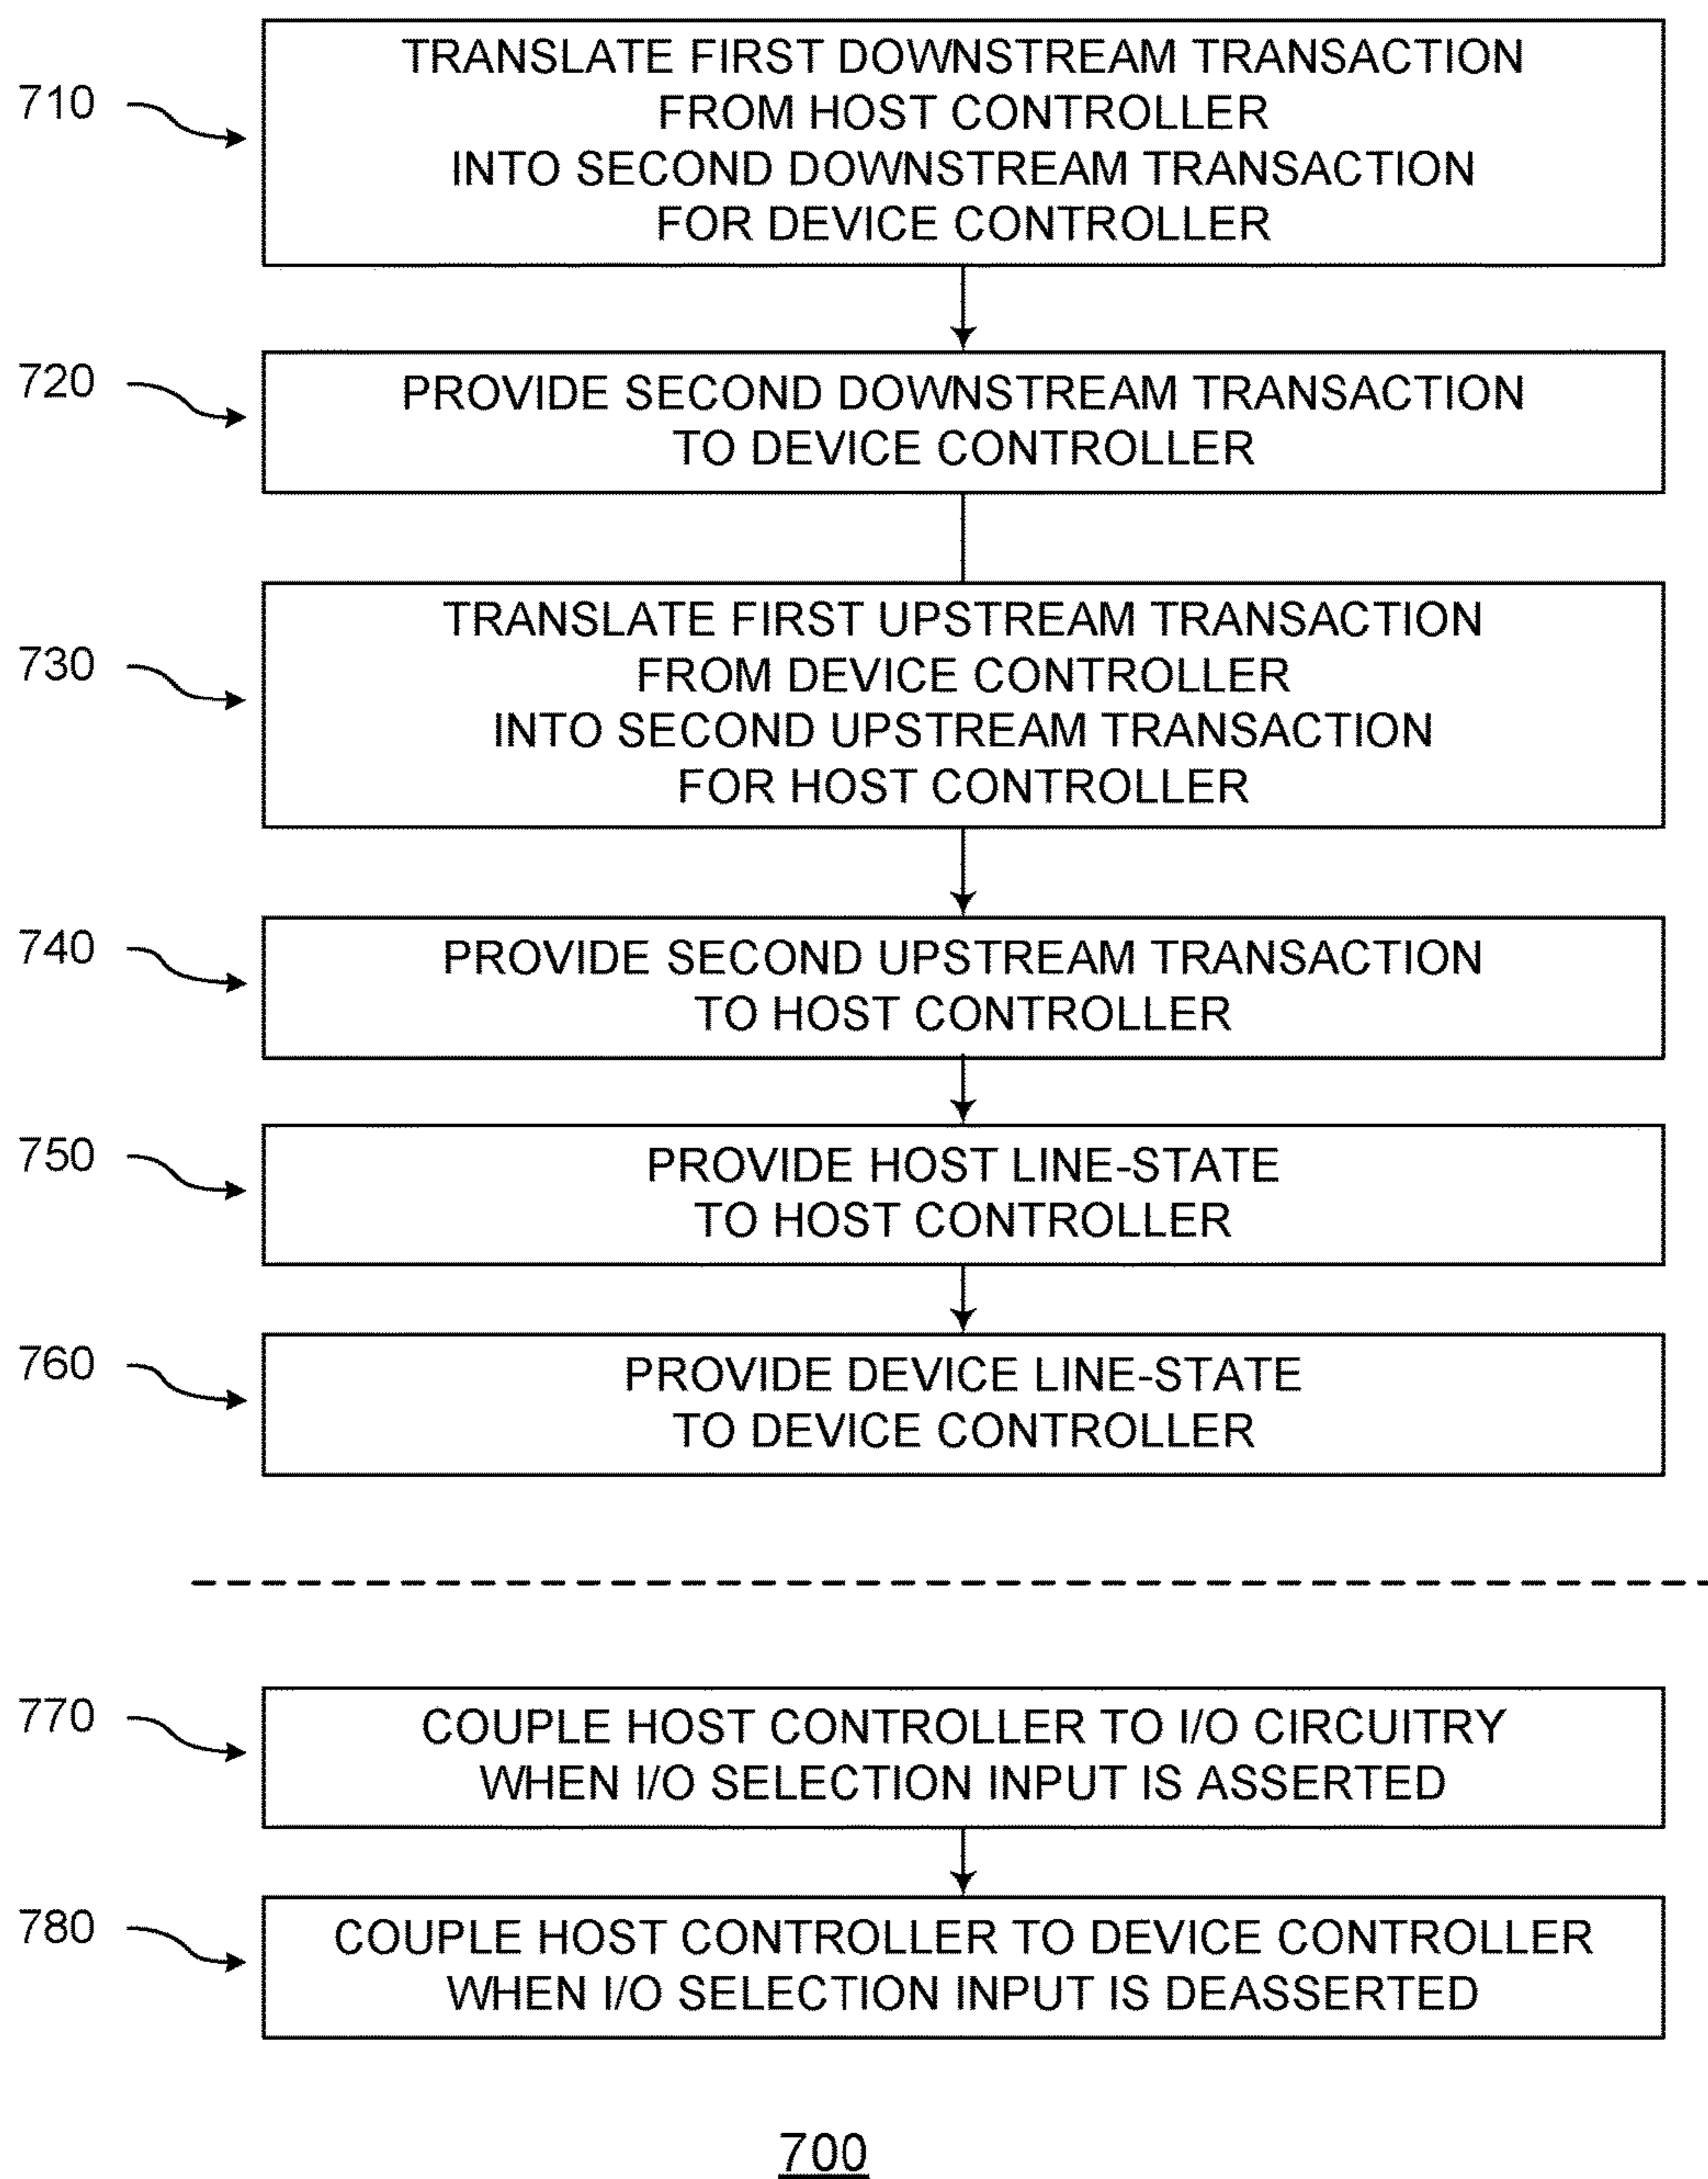 710
TRANSLATE FIRST DOWNSTREAM TRANSACTION
FROM HOST CONTROLLER
INTO SECOND DOWNSTREAM TRANSACTION
FOR DEVICE CONTROLLER
720
PROVIDE SECOND DOWNSTREAM TRANSACTION
TO DEVICE CONTROLLER
730
TRANSLATE FIRST UPSTREAM TRANSACTION
FROM DEVICE CONTROLLER
INTO SECOND UPSTREAM TRANSACTION
FOR HOST CONTROLLER
740
PROVIDE SECOND UPSTREAM TRANSACTION
TO HOST CONTROLLER
750
PROVIDE HOST LINE-STATE
TO HOST CONTROLLER
760
PROVIDE DEVICE LINE-STATE
TO DEVICE CONTROLLER
770
COUPLE HOST CONTROLLER TO I/O CIRCUITRY
WHEN I/O SELECTION INPUT IS ASSERTED
780
COUPLE HOST CONTROLLER TO DEVICE CONTROLLER
WHEN I/O SELECTION INPUT IS DEASSERTED
700